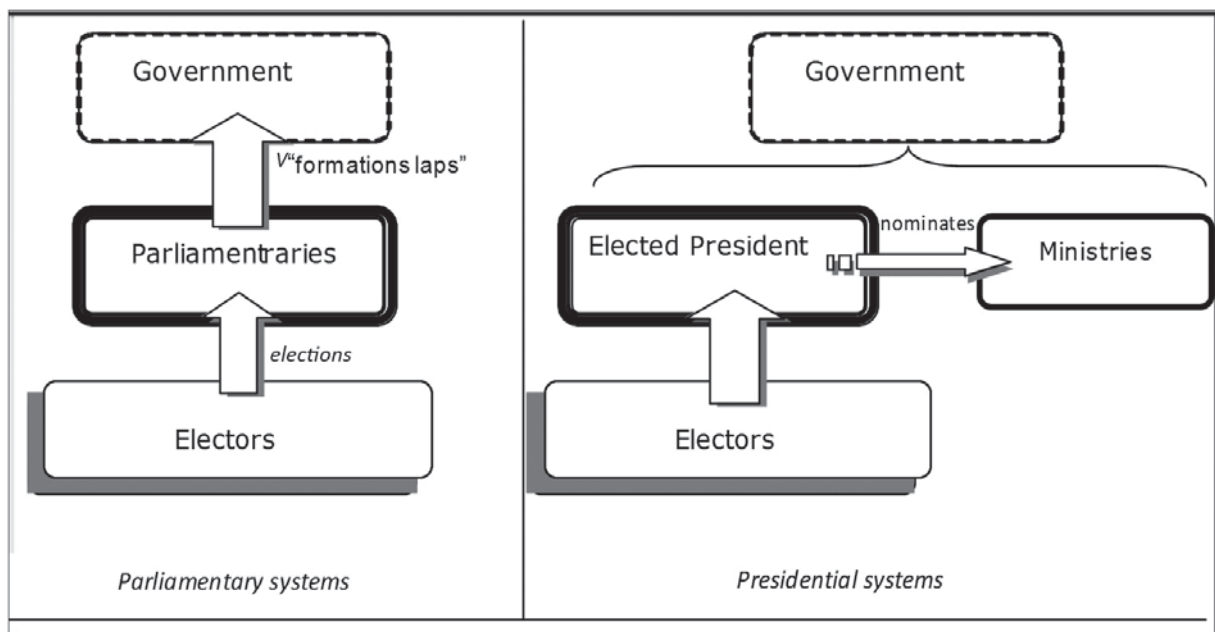 Government
V“formations laps”
Parliamentraries
elections
Electors
Parliamentary systems
Government
Elected President
nominates
Ministries
Electors
Presidential systems